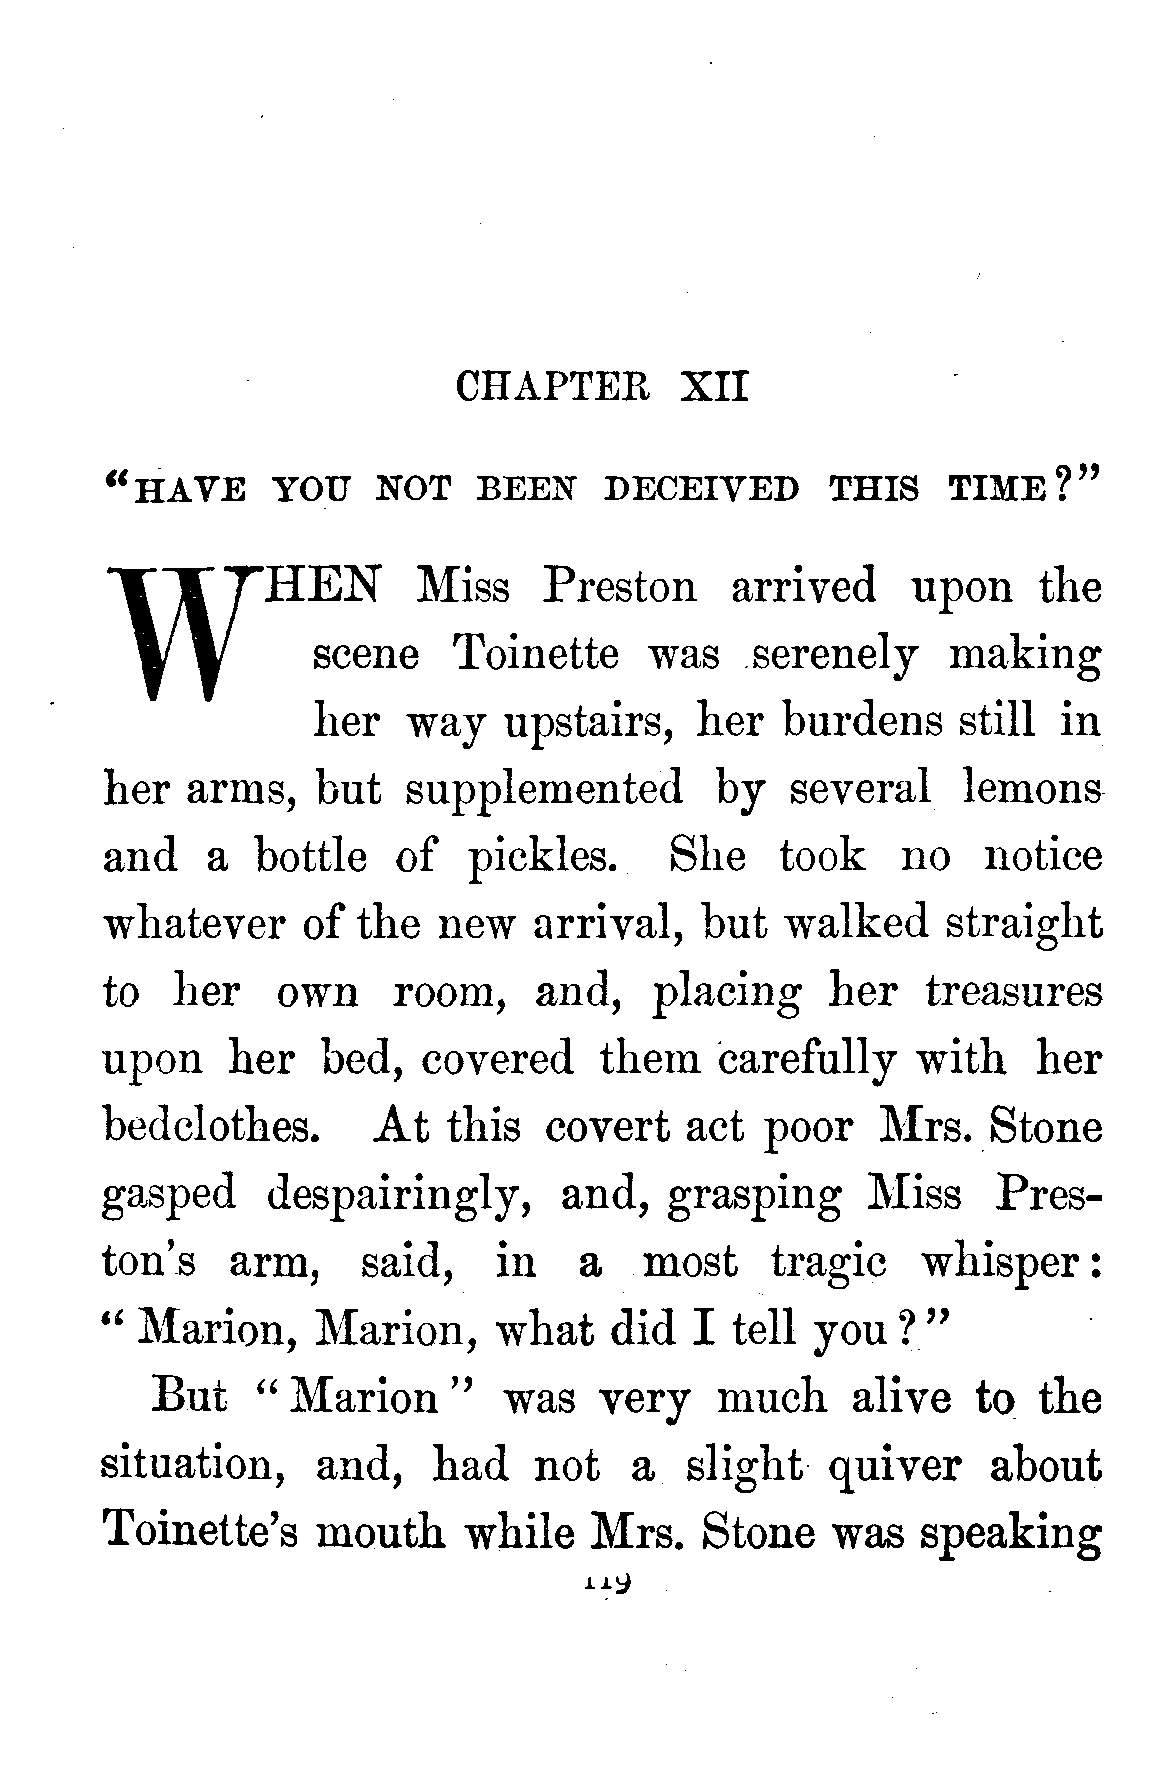 CHAPTER XII
"HAVE YOU NOT BEEN DECEIVED THIS TIME?"
WHEN Miss Preston arrived upon the
scene Toinette was serenely making
her way upstairs, her burdens still in
her arms, but supplemented by several lemons
and a bottle of pickles. She took no notice
whatever of the new arrival, but walked straight
to her own room, and, placing her treasures
upon her bed, covered them carefully with her
bedclothes. At this covert act poor Mrs. Stone
gasped despairingly, and, grasping Miss Pres-
ton's arm, said, in a most tragic whisper:
"Marion, Marion, what did I tell you?"
But "Marion" was very much alive to the
situation, and, had not a slight quiver about
Toinette's mouth while Mrs. Stone was speaking
119